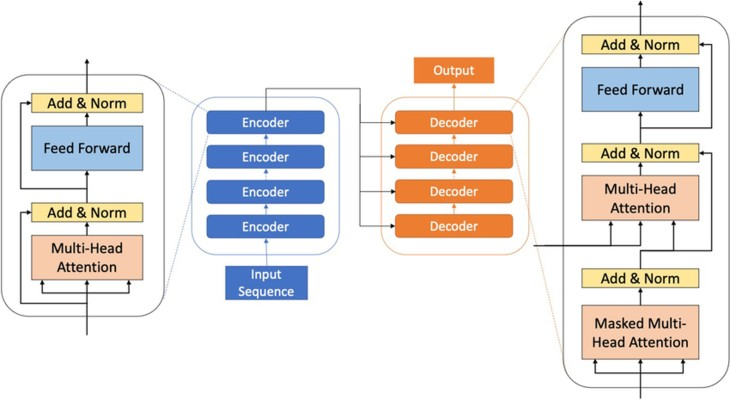 Add & Norm
Feed Forward
Add & Norm
Multi-Head
Attention
Encoder
Encoder
Encoder
Encoder
Input
Sequence
Output
Decoder
Decoder
Decoder
Decoder
Add & Norm
Feed Forward
Add & Norm
Multi-Head
Attention
Add & Norm
Masked Multi-
Head Attention